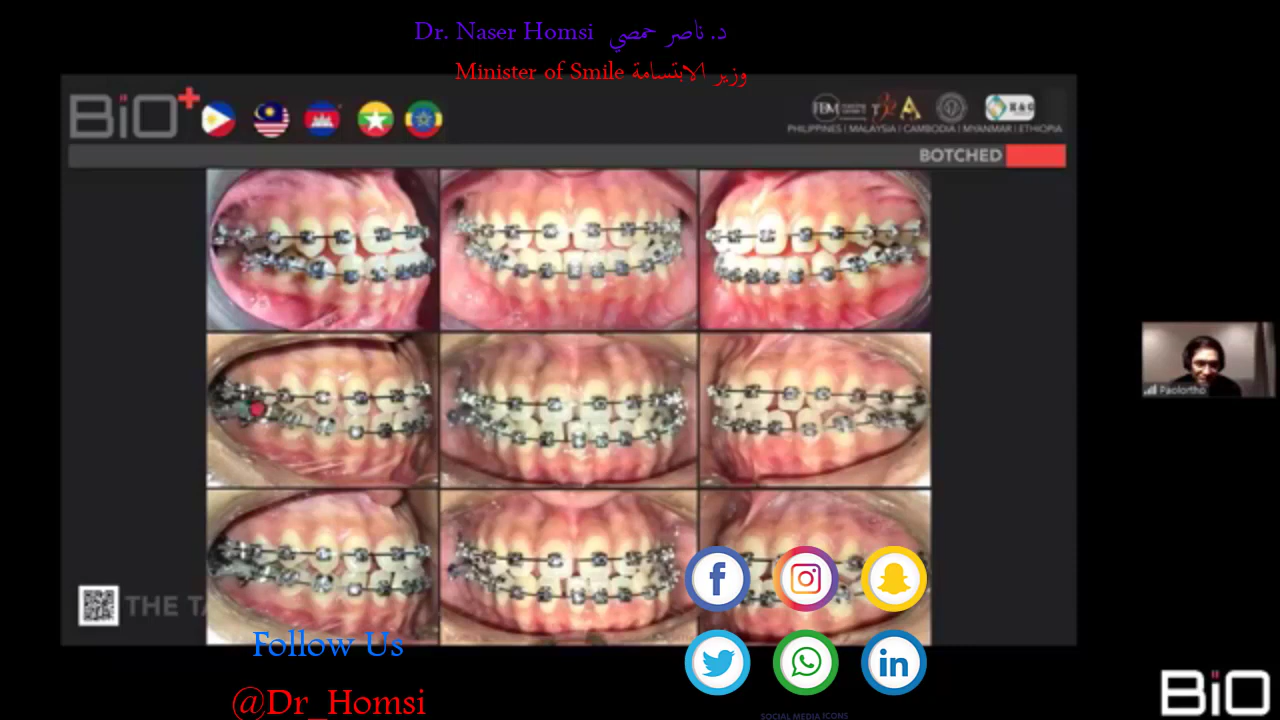 Dr. Naser Homsi د. ناصر حمصي
Minister of Smile وزير الابتسامة
BiO+
PHILIPPINES | MALAYSIA | CAMBODIA | MYANMAR | ETHIOPIA
BOTCHED
Paolortho
THE TA
Follow Us
@Dr_Homsi
SOCIAL MEDIA ICONS
BiO